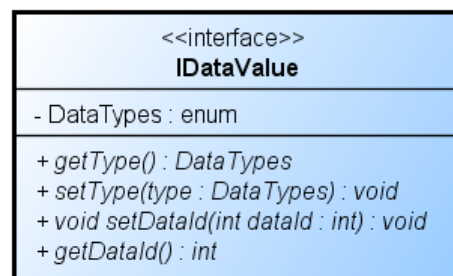 <<interface>>
IDataValue
- DataTypes : enum
+ getType() : DataTypes
+ setType(type : DataTypes) : void
+ void setDataId(int dataId : int) : void
+ getDataId() : int